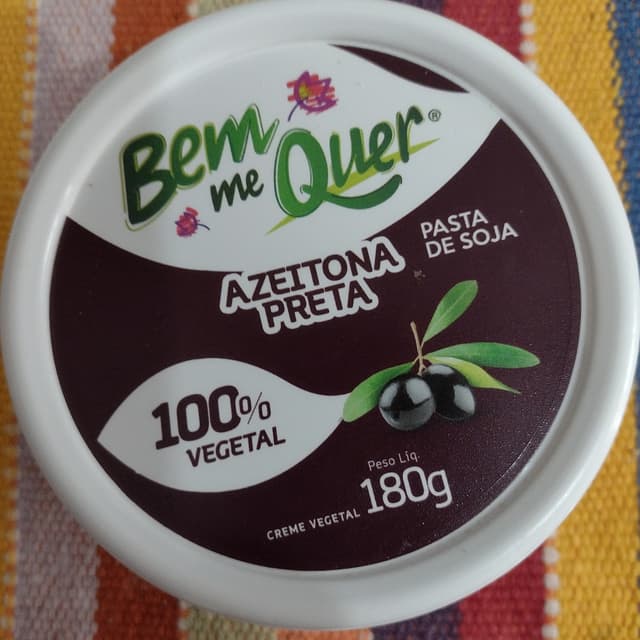 Bem
me Quer®
AZEITONA
PRETA
PASTA
DE SOJA
100%
VEGETAL
Peso Líq.
CREME VEGETAL 180g